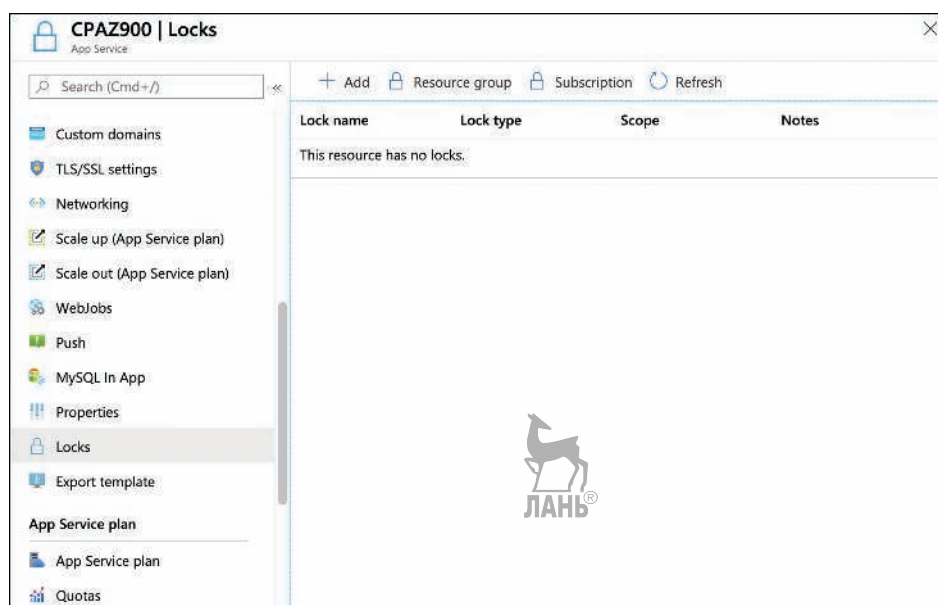 CPAZ900 | Locks
App Service
Search (Cmd+/)
«
Custom domains
TLS/SSL settings
Networking
Scale up (App Service plan)
Scale out (App Service plan)
WebJobs
Push
MySQL In App
Properties
Locks
Export template
App Service plan
App Service plan
Quotas
+ Add Resource group Subscription Refresh
Lock name Lock type Scope Notes
This resource has no locks.
ЛАНЬ®